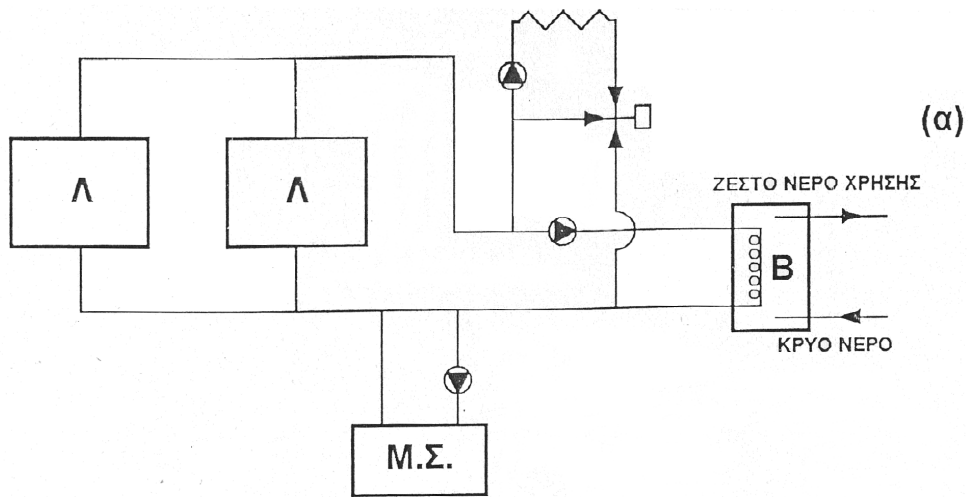 (α)
Λ
Λ
ΖΕΣΤΟ ΝΕΡΟ ΧΡΗΣΗΣ
Β
ΚΡΥΟ ΝΕΡΟ
Μ.Σ.